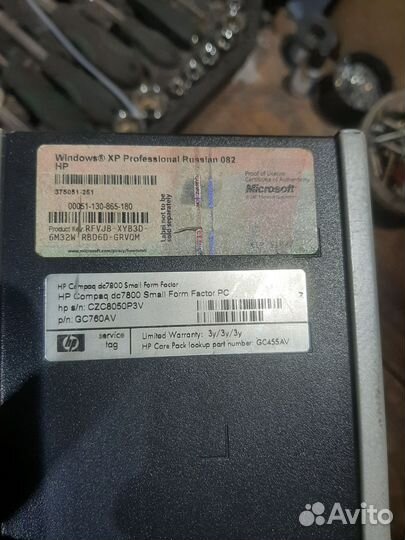 Windows® XP Professional Russian 082
HP
375051-251
00051-130-865-180
Product Key: RFVJB-XYB3D-
6M32W RBD6D-GRVQM
Labels not to be
sold separately
Proof of License
Certificate of Authenticity
Microsoft
HP Compaq dc7800 Small Form Factor
HP Compaq dc7800 Small Form Factor PC
hp s/n: CZC8050P3V
p/n: GC760AV
hp
service
tag
Limited Warranty: 3y/3y/3y
HP Care Pack lookup part number: GC455AV
Avito